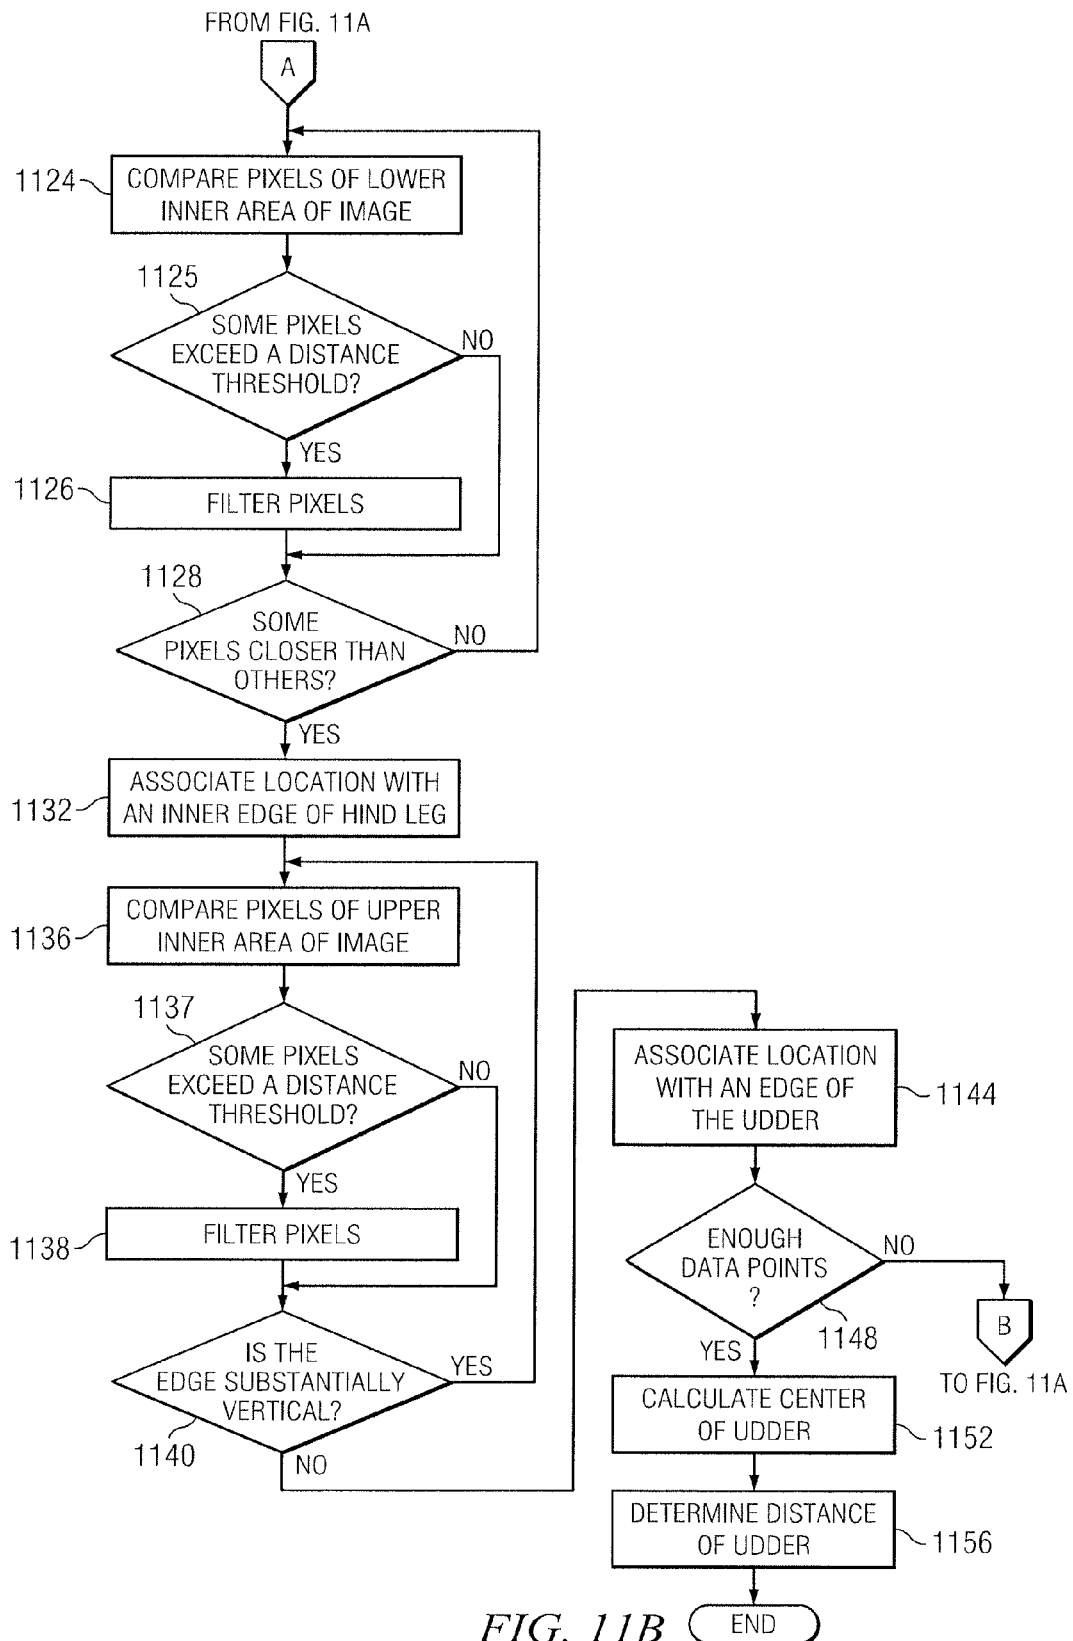 FROM FIG. 11A
A
1124
COMPARE PIXELS OF LOWER
INNER AREA OF IMAGE
1125
SOME PIXELS
EXCEED A DISTANCE
THRESHOLD?
NO
YES
1126
FILTER PIXELS
1128
SOME
PIXELS CLOSER THAN
OTHERS?
NO
YES
1132
ASSOCIATE LOCATION WITH
AN INNER EDGE OF HIND LEG
1136
COMPARE PIXELS OF UPPER
INNER AREA OF IMAGE
1137
SOME PIXELS
EXCEED A DISTANCE
THRESHOLD?
NO
YES
1138
FILTER PIXELS
IS THE
EDGE SUBSTANTIALLY
VERTICAL?
YES
1140
NO
ASSOCIATE LOCATION
WITH AN EDGE OF
THE UDDER
1144
ENOUGH
DATA POINTS
?
NO
1148
YES
B
TO FIG. 11A
CALCULATE CENTER
OF UDDER
1152
DETERMINE DISTANCE
OF UDDER
1156
END
FIG. 11B